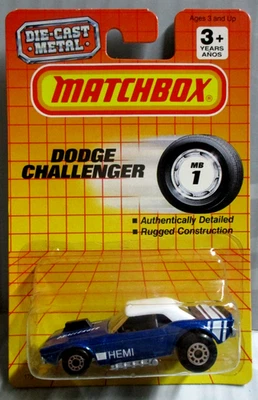 DIE-CAST
METAL
Ages 3 and Up
3+
YEARS
AÑOS
MATCHBOX
DODGE
CHALLENGER
MB
1
■ Authentically Detailed
■ Rugged Construction
HEMI